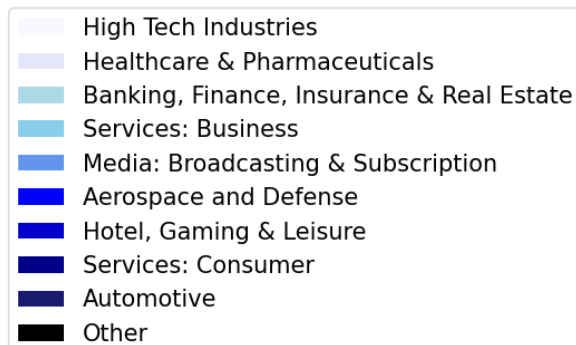 High Tech Industries
Healthcare & Pharmaceuticals
Banking, Finance, Insurance & Real Estate
Services: Business
Media: Broadcasting & Subscription
Aerospace and Defense
Hotel, Gaming & Leisure
Services: Consumer
Automotive
Other